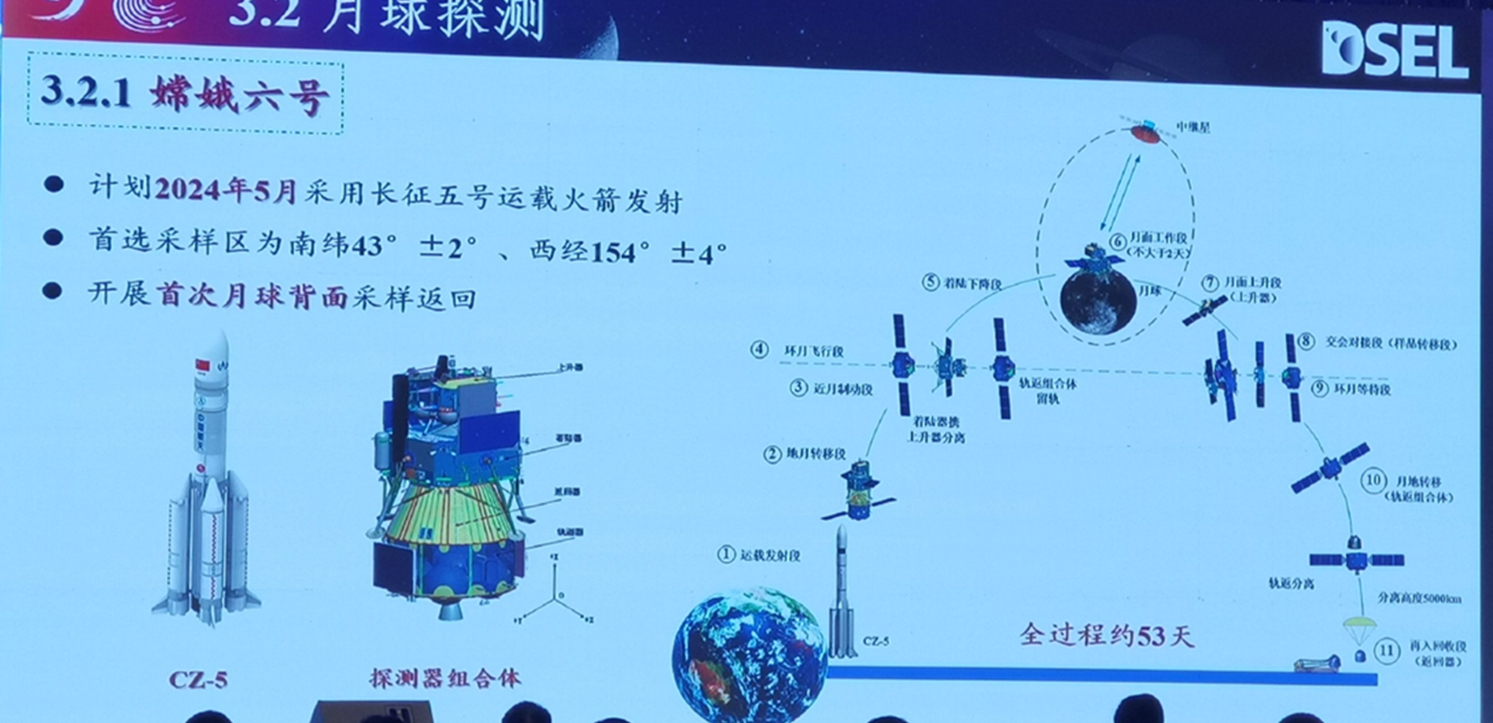 3.2 月球探测
DSEL
3.2.1 嫦娥六号
计划2024年5月采用长征五号运载火箭发射
首选采样区为南纬43°±2°、西经154°±4°
开展首次月球背面采样返回
中继星
⑥ 月面工作段
(不大于2天)
⑤ 着陆下降段
月球
⑦ 月面上升段
(上升器)
④ 环月飞行段
⑧ 交会对接段(样品转移段)
③ 近月制动段
轨返组合体
留轨
⑨ 环月等待段
着陆器携
上升器分离
② 地月转移段
⑩ 月地转移
(轨返组合体)
① 运载发射段
轨返分离
分离高度5000km
CZ-5
全过程约53天
⑪ 再入回收段
(返回器)
上升器
着陆器
返回器
轨道器
中国航天
CZ-5
探测器组合体